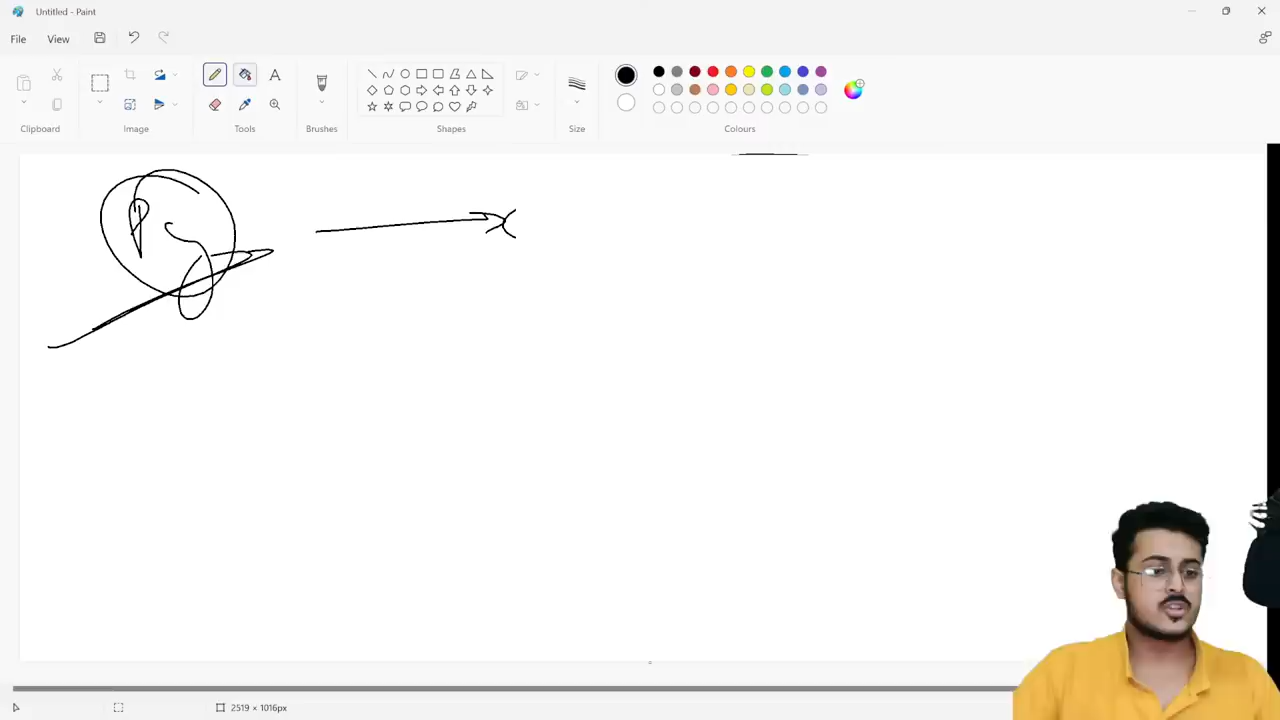 Untitled - Paint
File View
A
Clipboard Image Tools Brushes Shapes Size Colours
2519 × 1016px